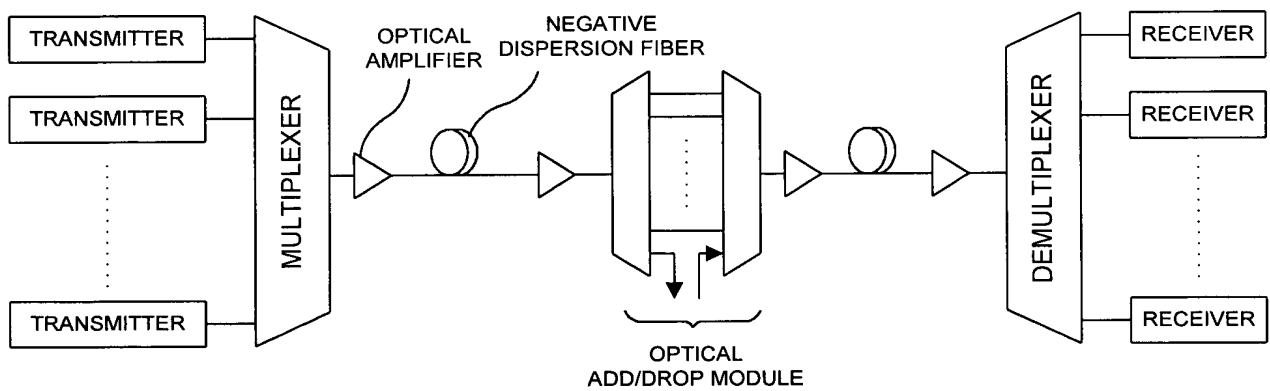 TRANSMITTER
TRANSMITTER
TRANSMITTER
MULTIPLEXER
OPTICAL
AMPLIFIER
NEGATIVE
DISPERSION FIBER
OPTICAL
ADD/DROP MODULE
DEMULTIPLEXER
RECEIVER
RECEIVER
RECEIVER